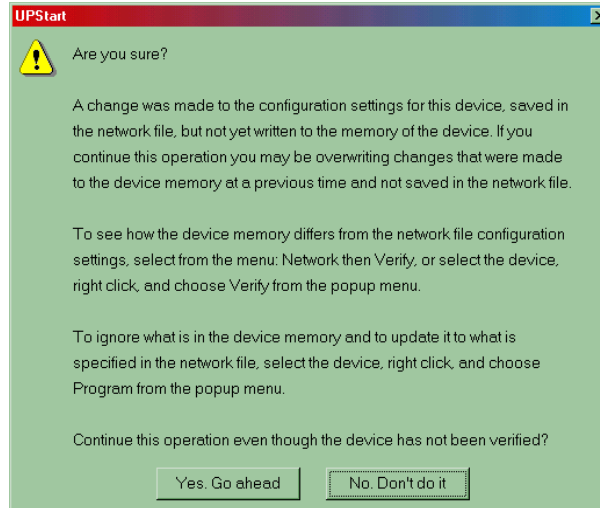 UPStart
Are you sure?
A change was made to the configuration settings for this device, saved in
the network file, but not yet written to the memory of the device. If you
continue this operation you may be overwriting changes that were made
to the device memory at a previous time and not saved in the network file.
To see how the device memory differs from the network file configuration
settings, select from the menu: Network then Verify, or select the device,
right click, and choose Verify from the popup menu.
To ignore what is in the device memory and to update it to what is
specified in the network file, select the device, right click, and choose
Program from the popup menu.
Continue this operation even though the device has not been verified?
Yes. Go ahead
No. Don't do it